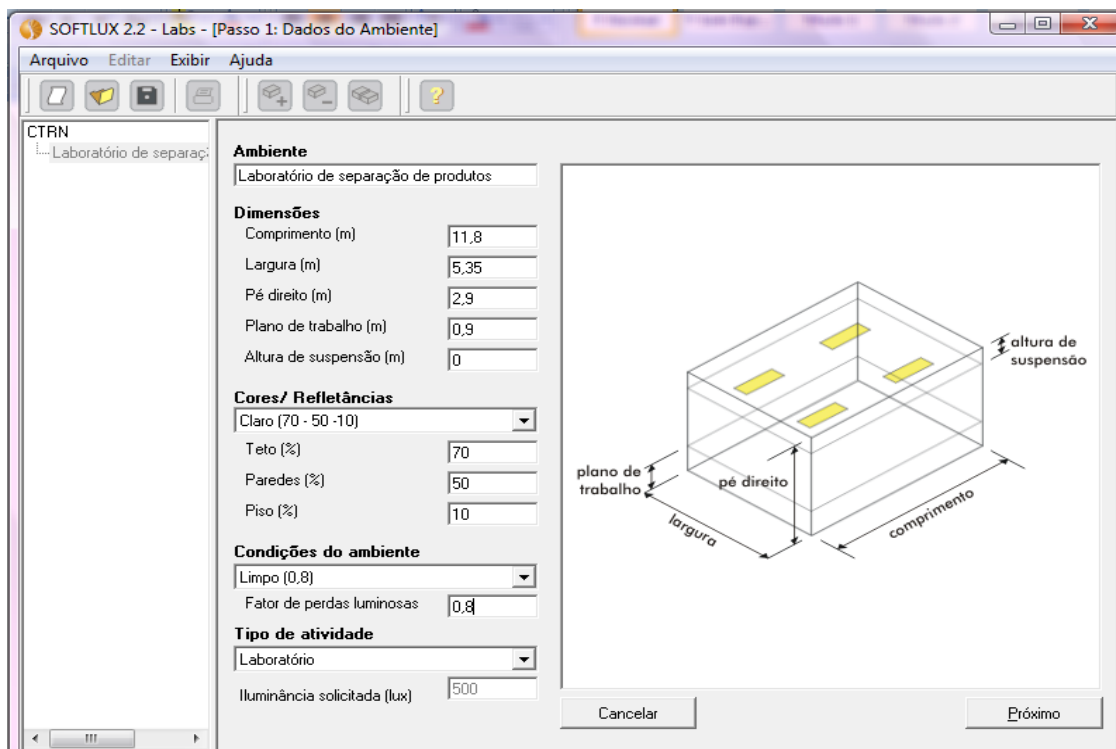 SOFTLUX 2.2 - Labs - [Passo 1: Dados do Ambiente]
Arquivo Editar Exibir Ajuda
CTRN
Laboratório de separaç
Ambiente
Laboratório de separação de produtos
Dimensões
Comprimento (m) 11,8
Largura (m) 5,35
Pé direito (m) 2,9
Plano de trabalho (m) 0,9
Altura de suspensão (m) 0
Cores/ Refletâncias
Claro (70 - 50 -10)
Teto (%) 70
Paredes (%) 50
Piso (%) 10
Condições do ambiente
Limpo (0,8)
Fator de perdas luminosas 0,8
Tipo de atividade
Laboratório
Iluminância solicitada (lux) 500
altura de
suspensão
plano de
trabalho
pé direito
largura
comprimento
Cancelar
Próximo